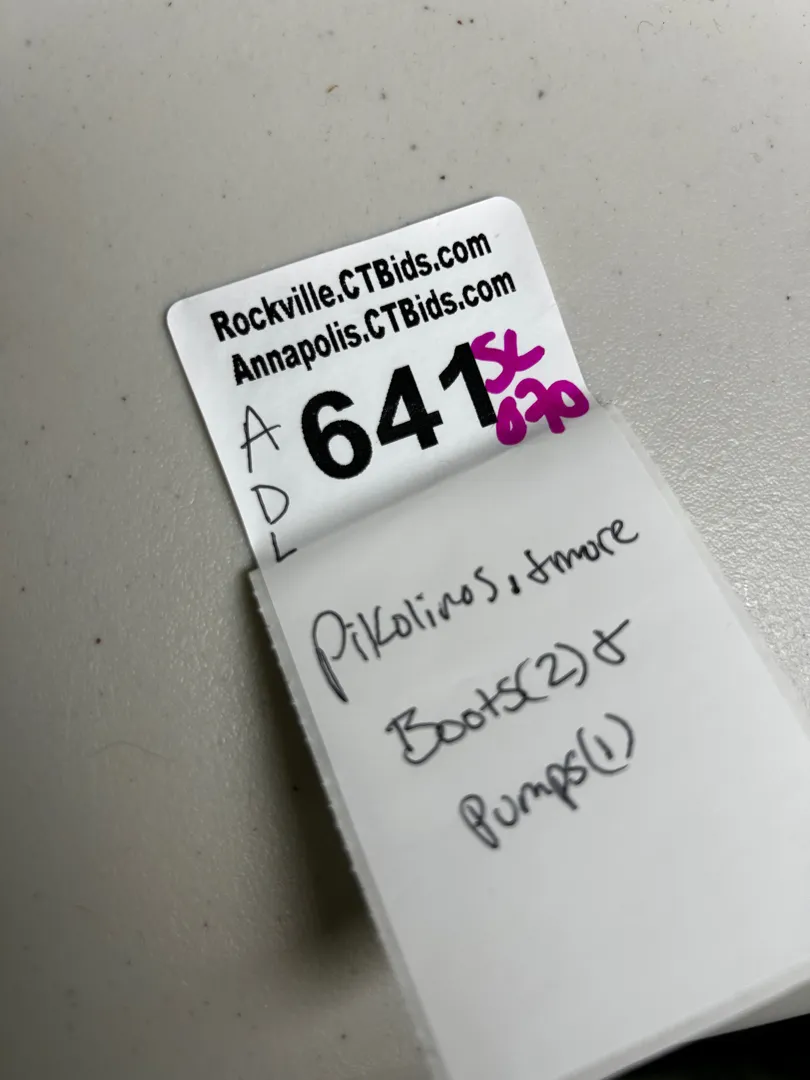 Rockville.CTBids.com
Annapolis.CTBids.com
641
SL
070
A
D
L
Pikolinos, & more
Boots(2) &
Pumps(1)